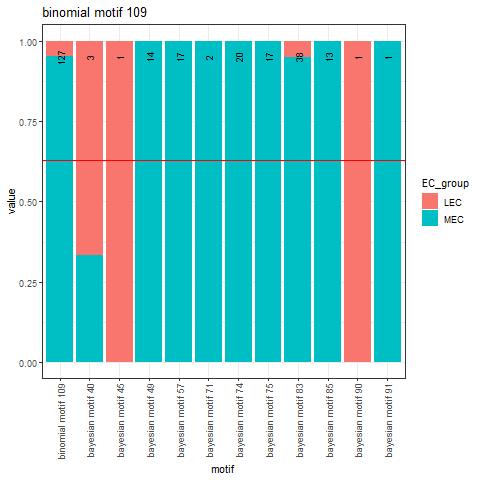 binomial motif 109
value
1.00
0.75
0.50
0.25
0.00
127
3
1
14
17
2
20
17
38
13
1
1
binomial motif 109
bayesian motif 40
bayesian motif 45
bayesian motif 49
bayesian motif 57
bayesian motif 71
bayesian motif 74
bayesian motif 75
bayesian motif 83
bayesian motif 85
bayesian motif 90
bayesian motif 91
motif
EC_group
LEC
MEC